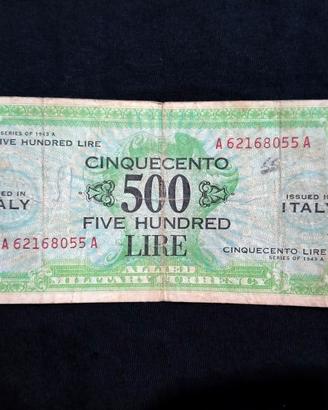 SERIES OF 1943 A
FIVE HUNDRED LIRE
A 62168055 A
CINQUECENTO
500
FIVE HUNDRED
LIRE
ISSUED IN
ITALY
ISSUED IN
ITALY
A 62168055 A
CINQUECENTO LIRE
SERIES OF 1943 A
ALLIED
MILITARY CURRENCY